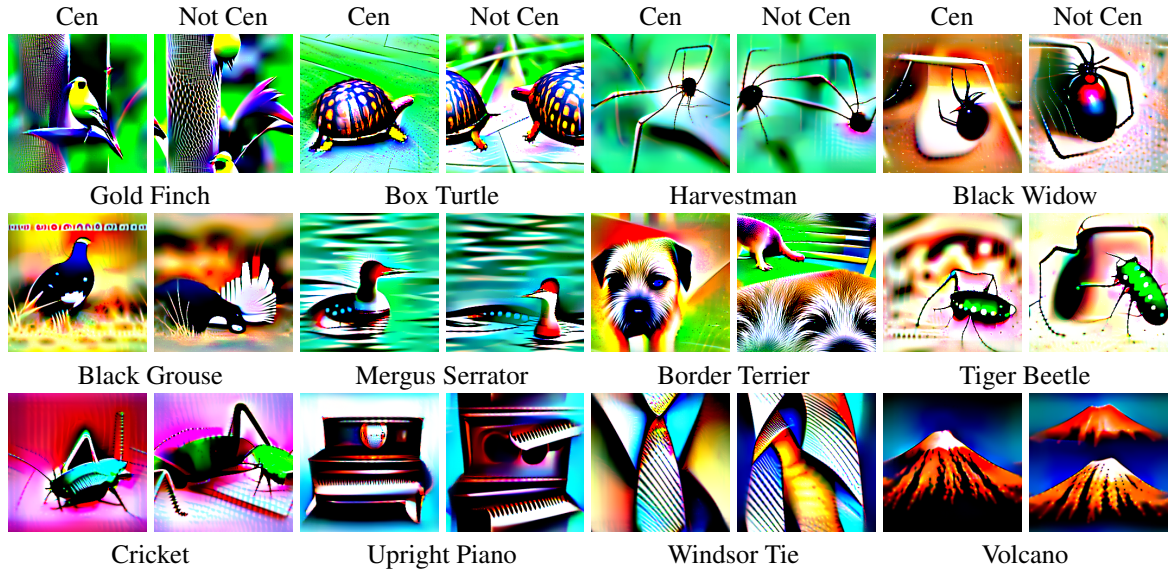 Cen Not Cen Cen Not Cen Cen Not Cen Cen Not Cen
Gold Finch Box Turtle Harvestman Black Widow
Black Grouse Mergus Serrator Border Terrier Tiger Beetle
Cricket Upright Piano Windsor Tie Volcano